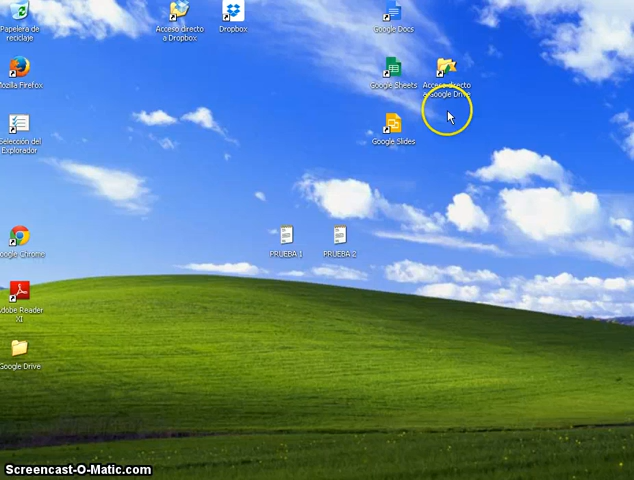 Papelera de
reciclaje
Acceso directo
a Dropbox
Dropbox
Google Docs
Mozilla Firefox
Google Sheets
Acceso directo
a Google Drive
Selección del
Explorador
Google Slides
PRUEBA 1
PRUEBA 2
Google Chrome
Adobe Reader
XI
Google Drive
Screencast-O-Matic.com